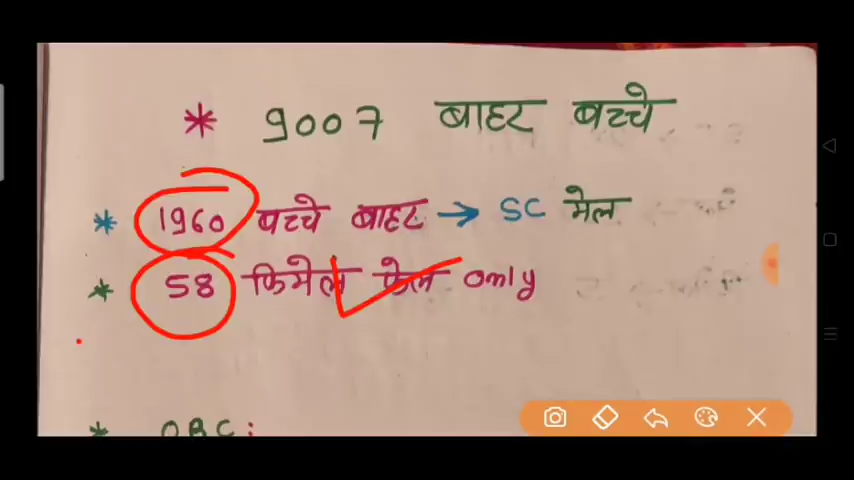 * 9007 बाहर बच्चे
* 1960 बच्चे बाहर → SC मेल
* 58 फिमेल फेल only
* OBC: